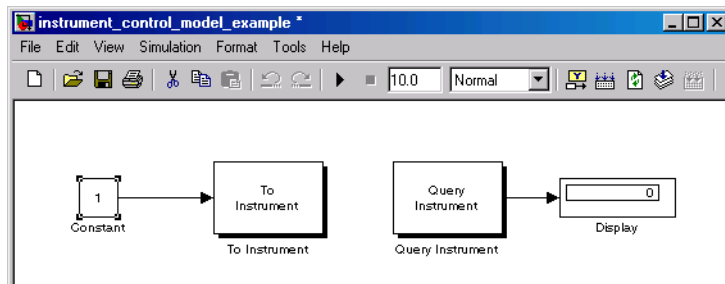 instrument_control_model_example *
File Edit View Simulation Format Tools Help
10.0 Normal
1
To
Instrument
Query
Instrument
0
Constant
To Instrument
Query Instrument
Display